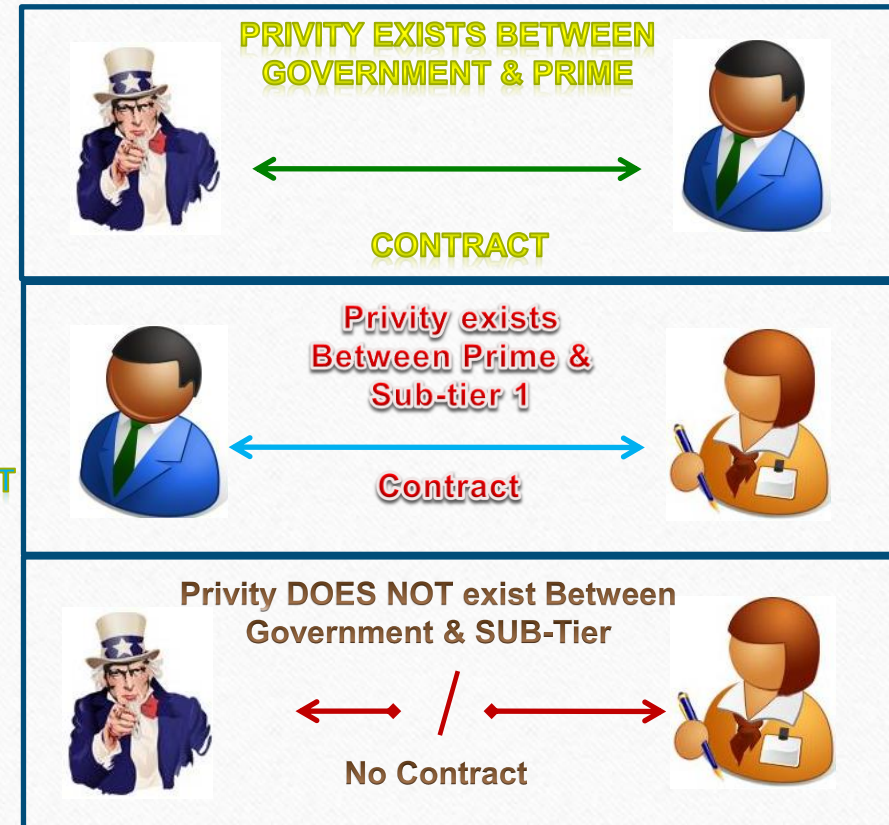 PRIVITY EXISTS BETWEEN
GOVERNMENT & PRIME
CONTRACT
Privity exists
Between Prime &
Sub-tier 1
T
Contract
Privity DOES NOT exist Between
Government & SUB-Tier
No Contract